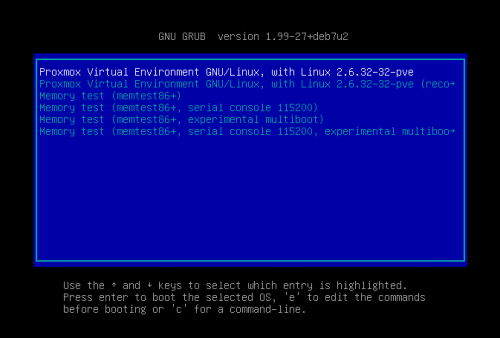 GNU GRUB  version 1.99-27+deb7u2
Proxmox Virtual Environment GNU/Linux, with Linux 2.6.32-32-pve
Proxmox Virtual Environment GNU/Linux, with Linux 2.6.32-32-pve (reco→
Memory test (memtest86+)
Memory test (memtest86+, serial console 115200)
Memory test (memtest86+, experimental multiboot)
Memory test (memtest86+, serial console 115200, experimental multiboo→
Use the ↑ and ↓ keys to select which entry is highlighted.
Press enter to boot the selected OS, 'e' to edit the commands
before booting or 'c' for a command-line.